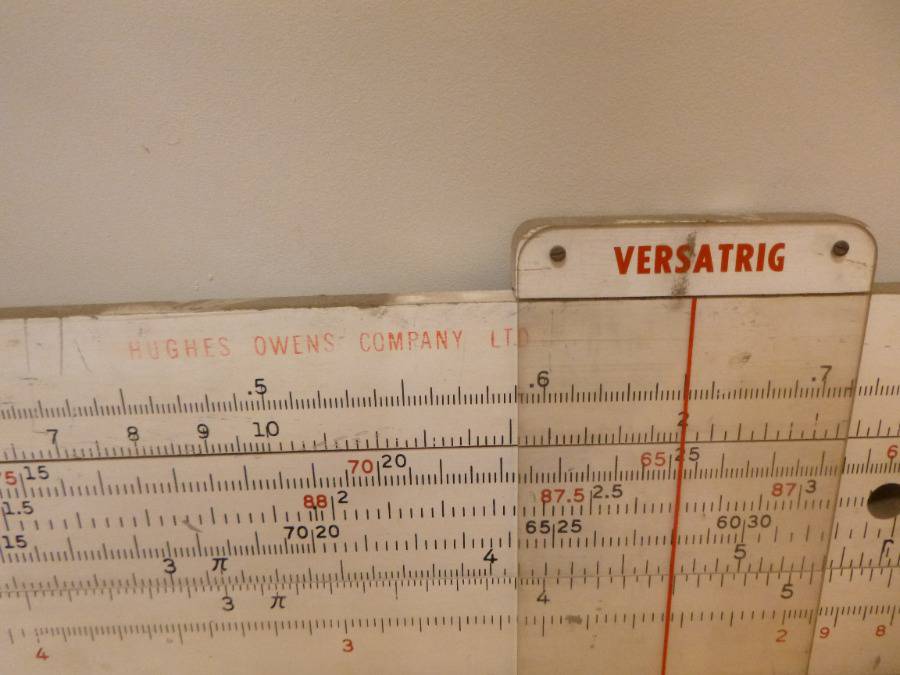 VERSATRIG
HUGHES OWENS COMPANY LTD
.5 .6 .7
7 8 9 10 2
75 15 70 20 65 25 6
1.5 88 2 87.5 2.5 87 3
15 70 20 65 25 60 30
3 π 4 5
3 π 4 5
4 3 2 9 8